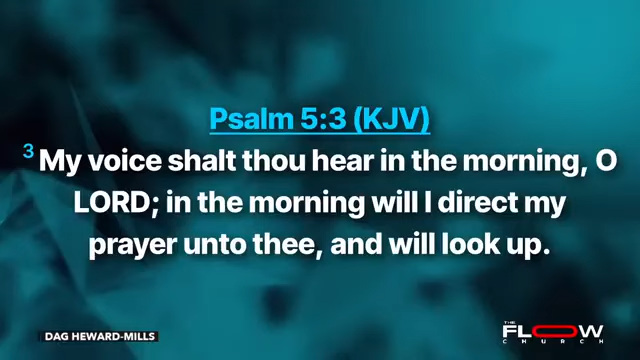 Psalm 5:3 (KJV)
3 My voice shalt thou hear in the morning, O
LORD; in the morning will I direct my
prayer unto thee, and will look up.
DAG HEWARD-MILLS
THE
FLOW
CHURCH